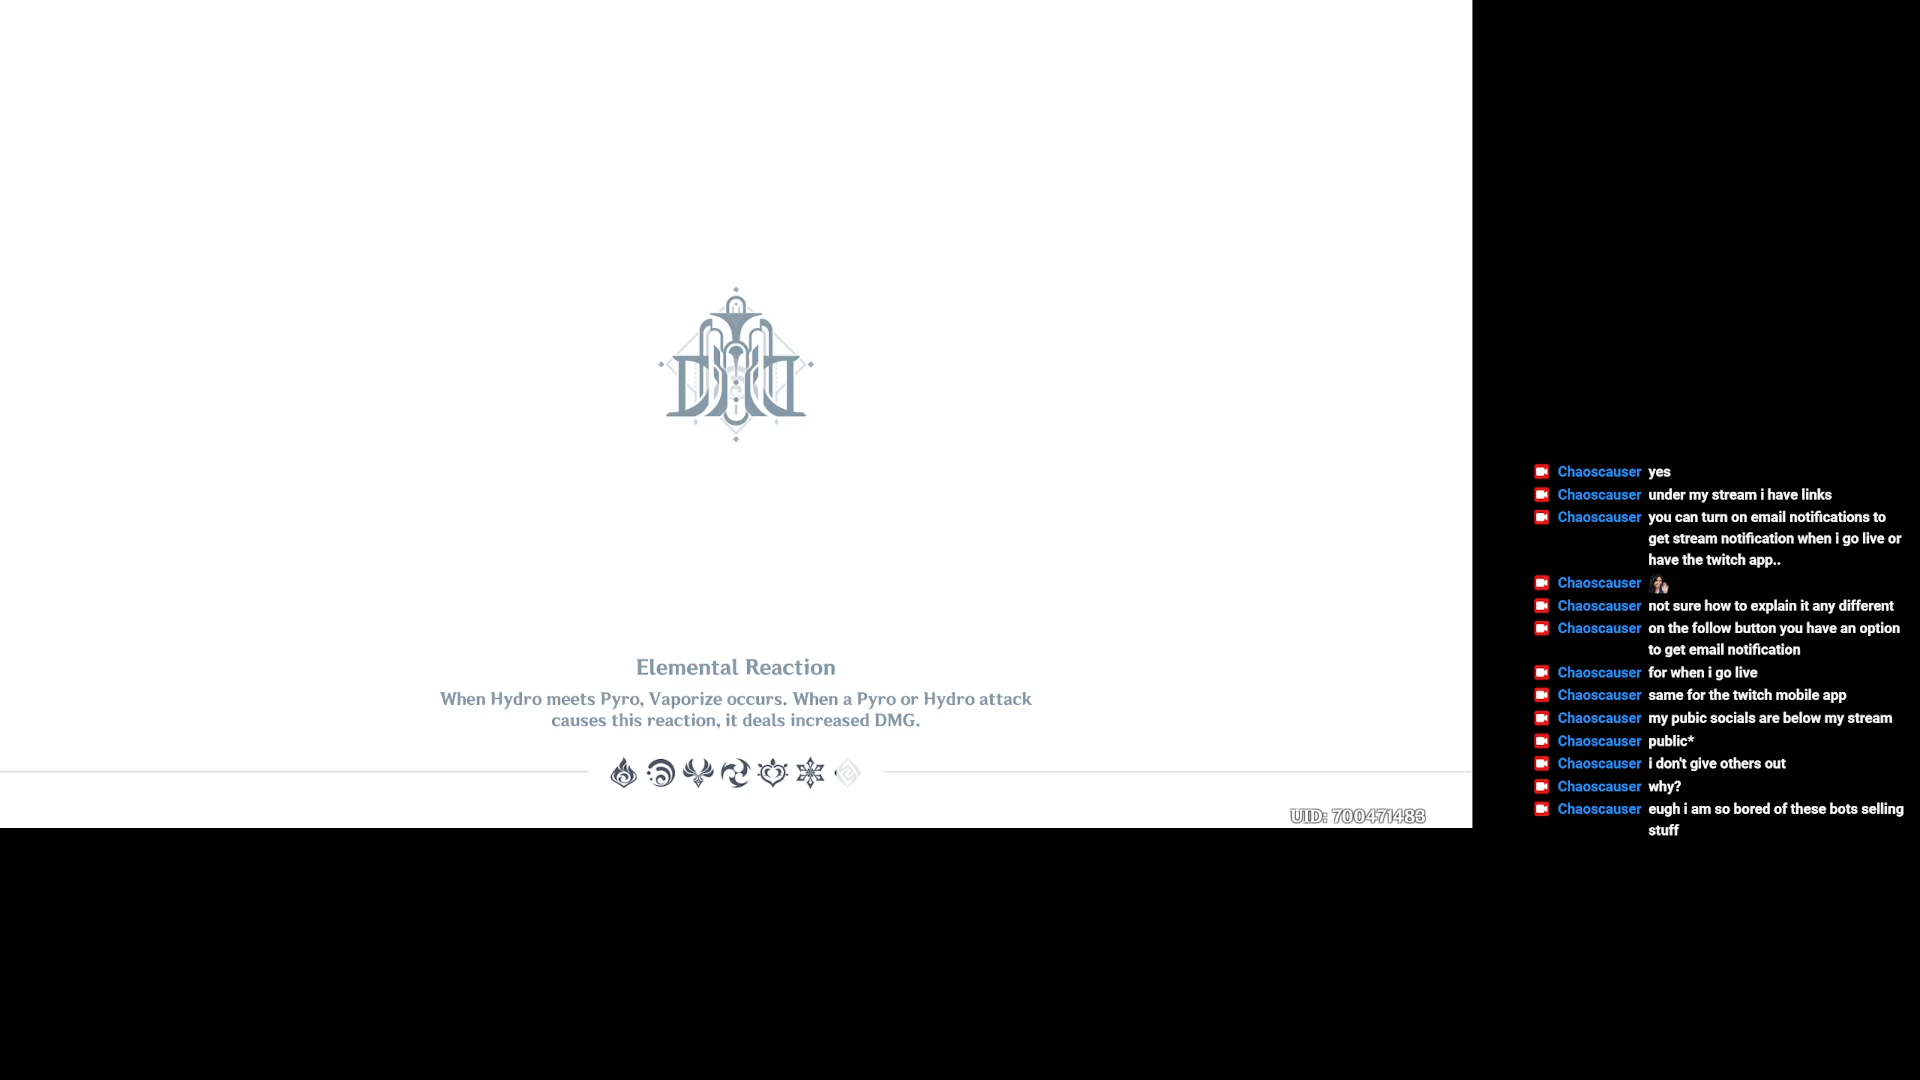 Elemental Reaction
When Hydro meets Pyro, Vaporize occurs. When a Pyro or Hydro attack
causes this reaction, it deals increased DMG.
UID: 700471483
Chaoscauser yes
Chaoscauser under my stream i have links
Chaoscauser you can turn on email notifications to
get stream notification when i go live or
have the twitch app..
Chaoscauser
Chaoscauser not sure how to explain it any different
Chaoscauser on the follow button you have an option
to get email notification
Chaoscauser for when i go live
Chaoscauser same for the twitch mobile app
Chaoscauser my pubic socials are below my stream
Chaoscauser public*
Chaoscauser i don't give others out
Chaoscauser why?
Chaoscauser eugh i am so bored of these bots selling
stuff